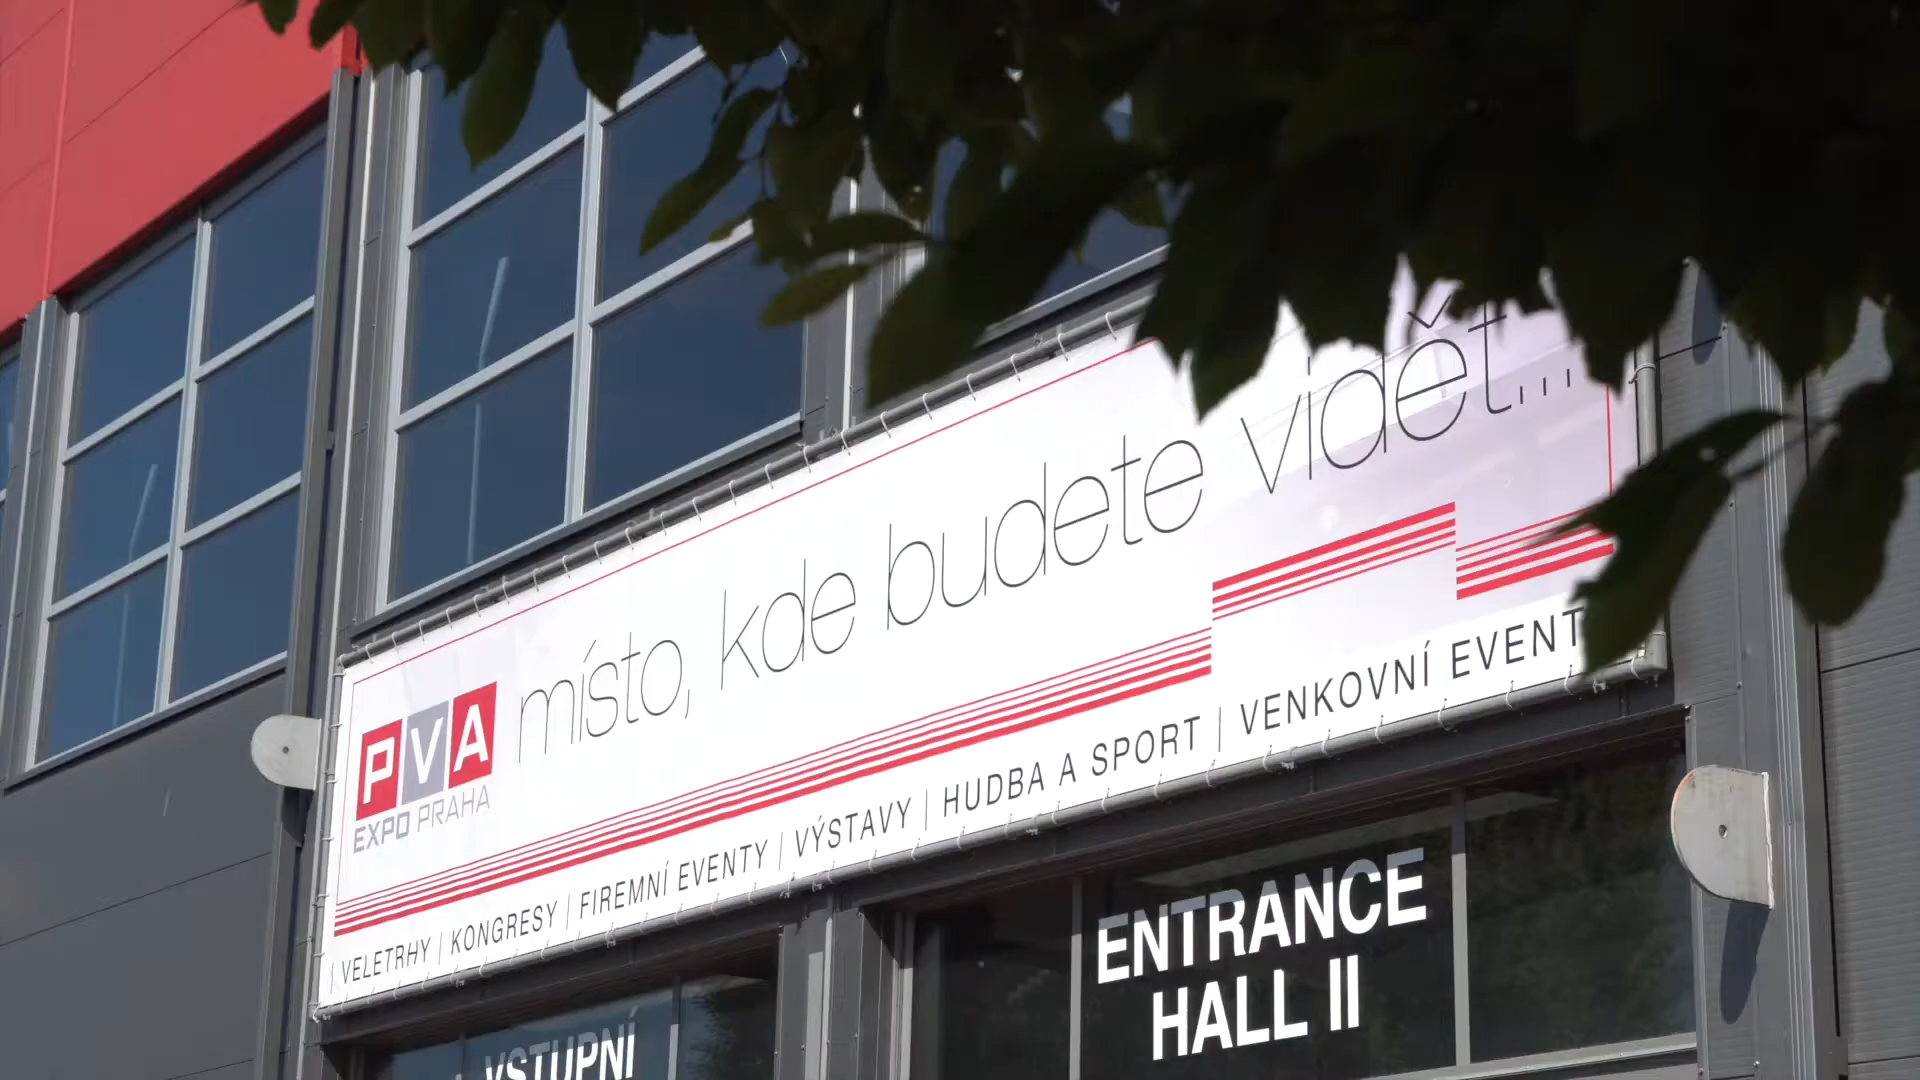 místo, kde budete vidět....
PVA
EXPO PRAHA
| VELETRHY | KONGRESY | FIREMNÍ EVENTY | VÝSTAVY | HUDBA A SPORT | VENKOVNÍ EVENT
ENTRANCE
HALL II
VSTUPNÍ